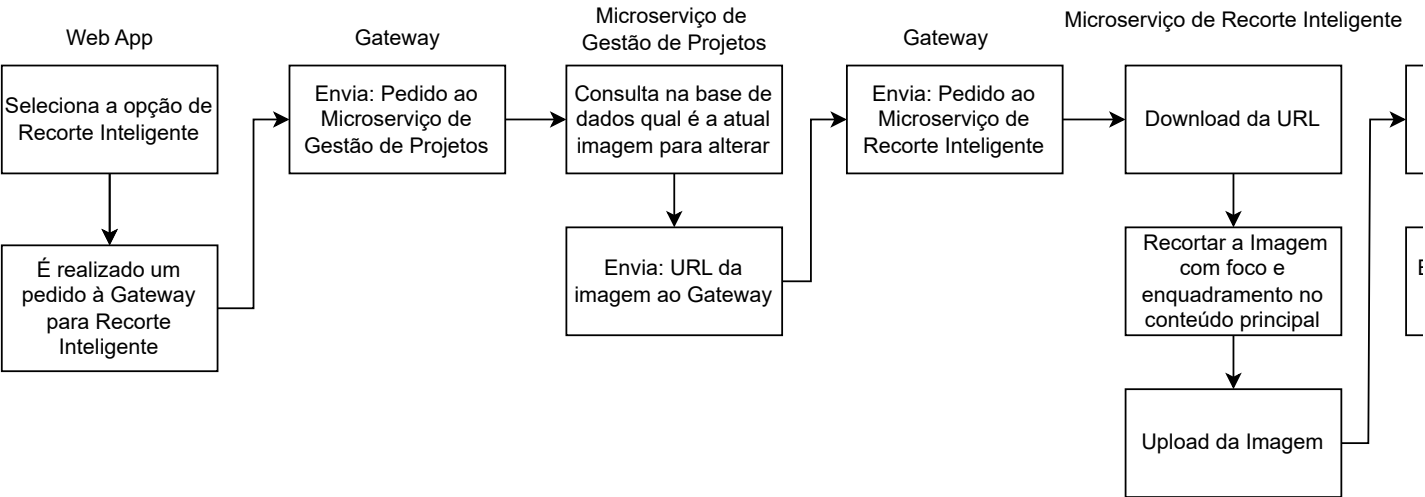 Web App
Seleciona a opção de
Recorte Inteligente
É realizado um
pedido à Gateway
para Recorte
Inteligente
Gateway
Envia: Pedido ao
Microserviço de
Gestão de Projetos
Microserviço de
Gestão de Projetos
Consulta na base de
dados qual é a atual
imagem para alterar
Envia: URL da
imagem ao Gateway
Gateway
Envia: Pedido ao
Microserviço de
Recorte Inteligente
Microserviço de Recorte Inteligente
Download da URL
Recortar a Imagem
com foco e
enquadramento no
conteúdo principal
Upload da Imagem